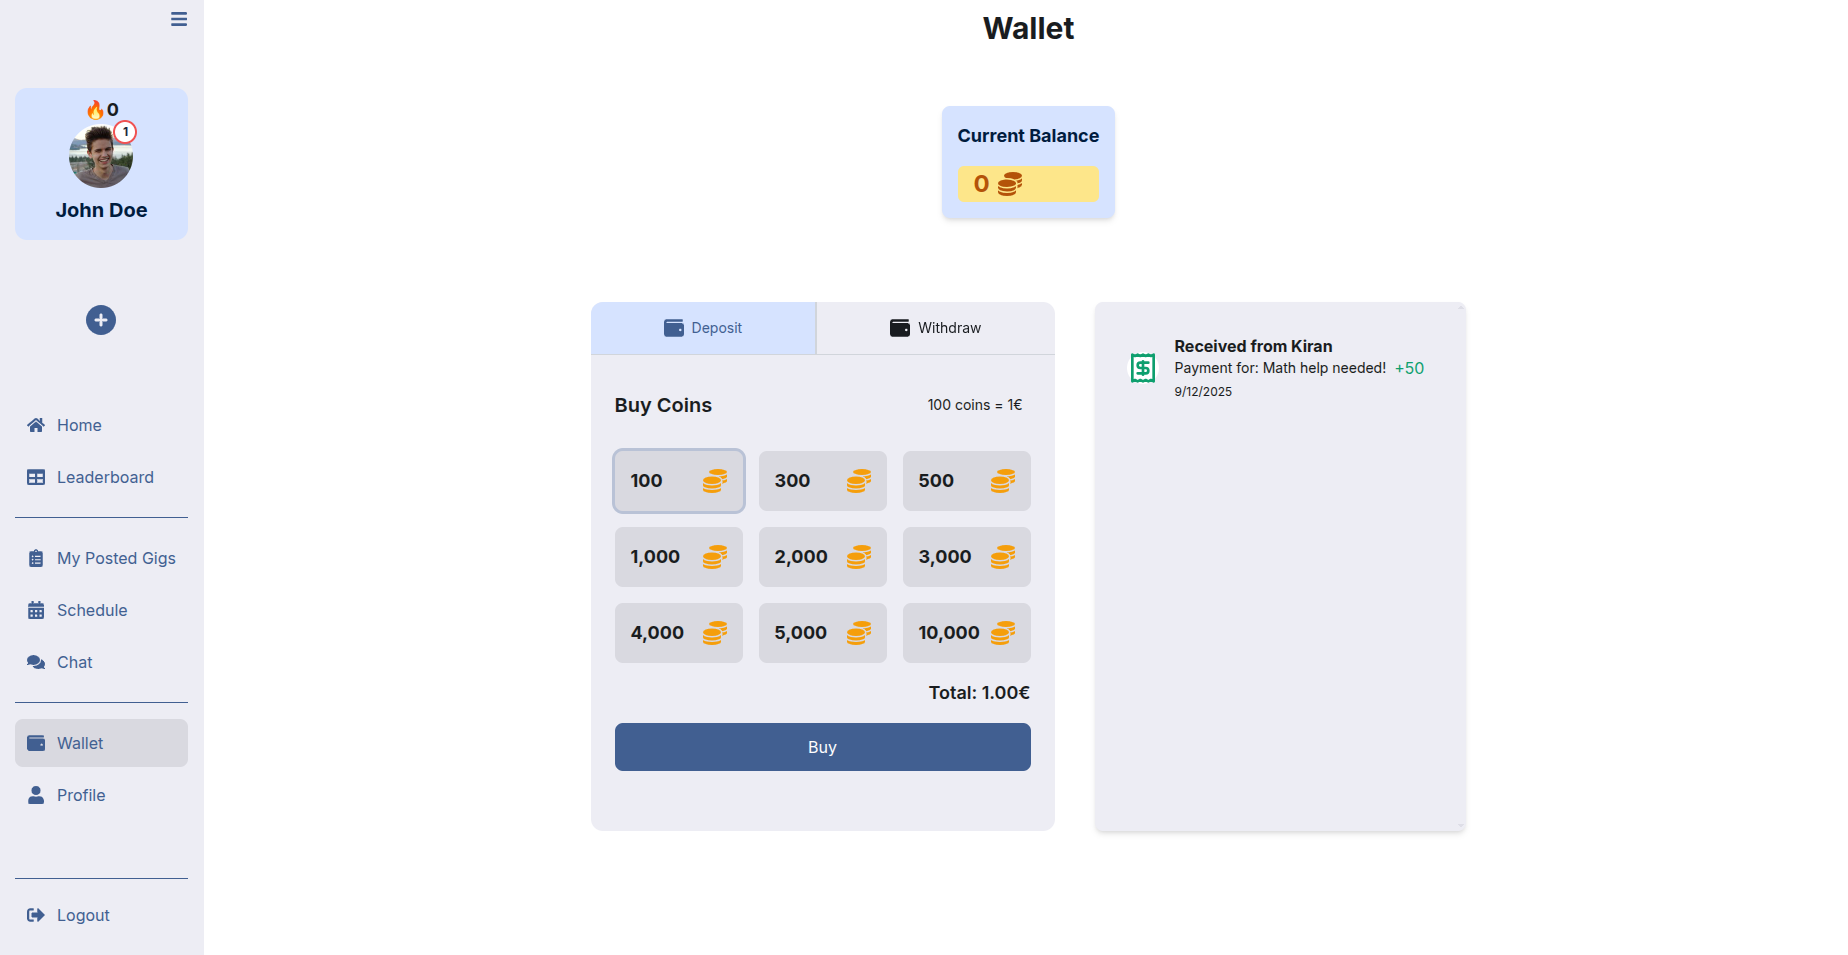 🔥0
1
John Doe
Home
Leaderboard
My Posted Gigs
Schedule
Chat
Wallet
Profile
Logout
Wallet
Current Balance
0
Deposit
Withdraw
Buy Coins
100 coins = 1€
100
300
500
1,000
2,000
3,000
4,000
5,000
10,000
Total: 1.00€
Buy
Received from Kiran
Payment for: Math help needed! +50
9/12/2025